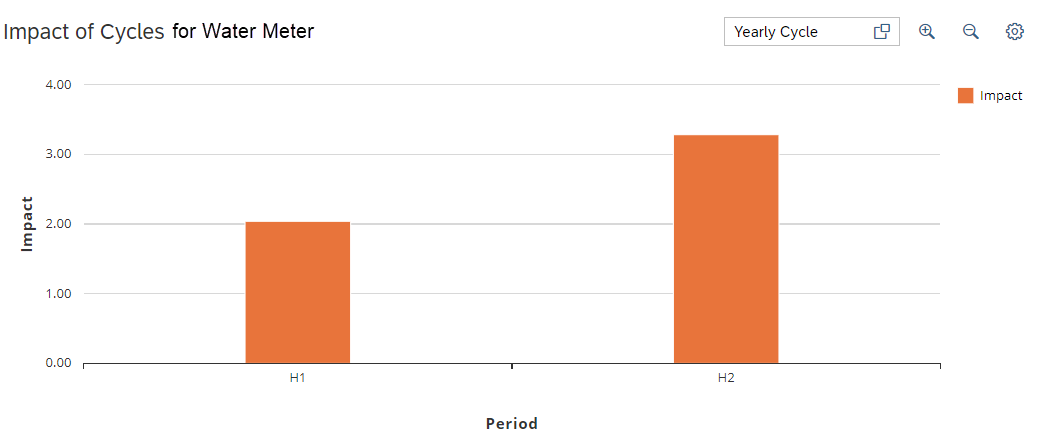 Impact of Cycles for Water Meter
Yearly Cycle
4.00
3.00
2.00
1.00
0.00
Impact
Impact
H1
H2
Period